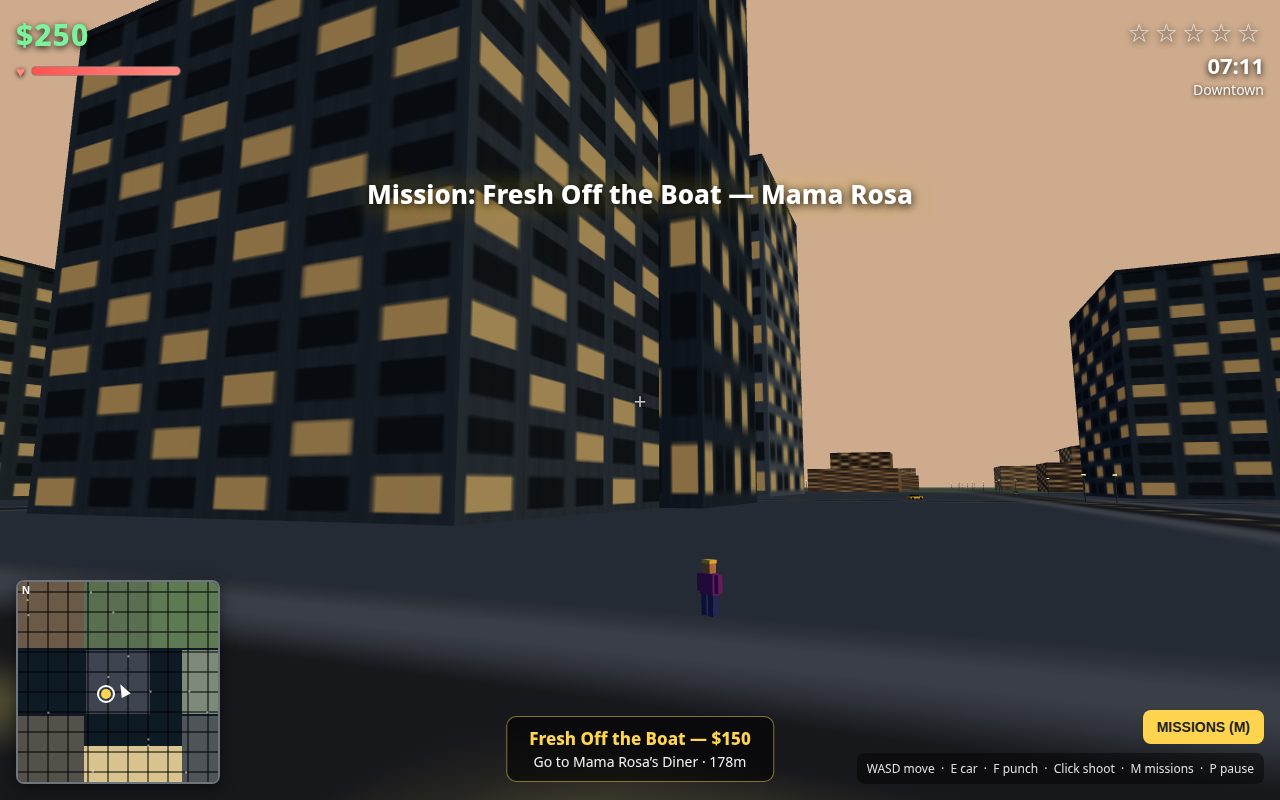 $250
07:11
Downtown
Mission: Fresh Off the Boat — Mama Rosa
N
Fresh Off the Boat — $150
Go to Mama Rosa's Diner · 178m
MISSIONS (M)
WASD move · E car · F punch · Click shoot · M missions · P pause